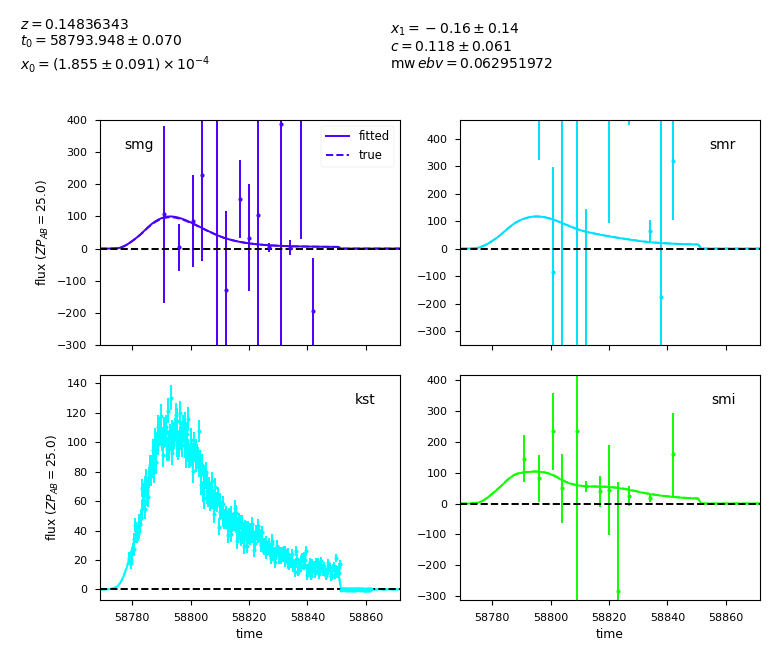 z = 0.14836343
t₀ = 58793.948 ± 0.070
x₀ = (1.855 ± 0.091) × 10⁻⁴
x₁ = −0.16 ± 0.14
c = 0.118 ± 0.061
mw ebv = 0.062951972
400
300
200
100
0
−100
−200
−300
flux (ZP_AB = 25.0)
smg
fitted
true
400
300
200
100
0
−100
−200
−300
smr
140
120
100
80
60
40
20
0
flux (ZP_AB = 25.0)
kst
58780
58800
58820
58840
58860
time
400
300
200
100
0
−100
−200
−300
smi
58780
58800
58820
58840
58860
time